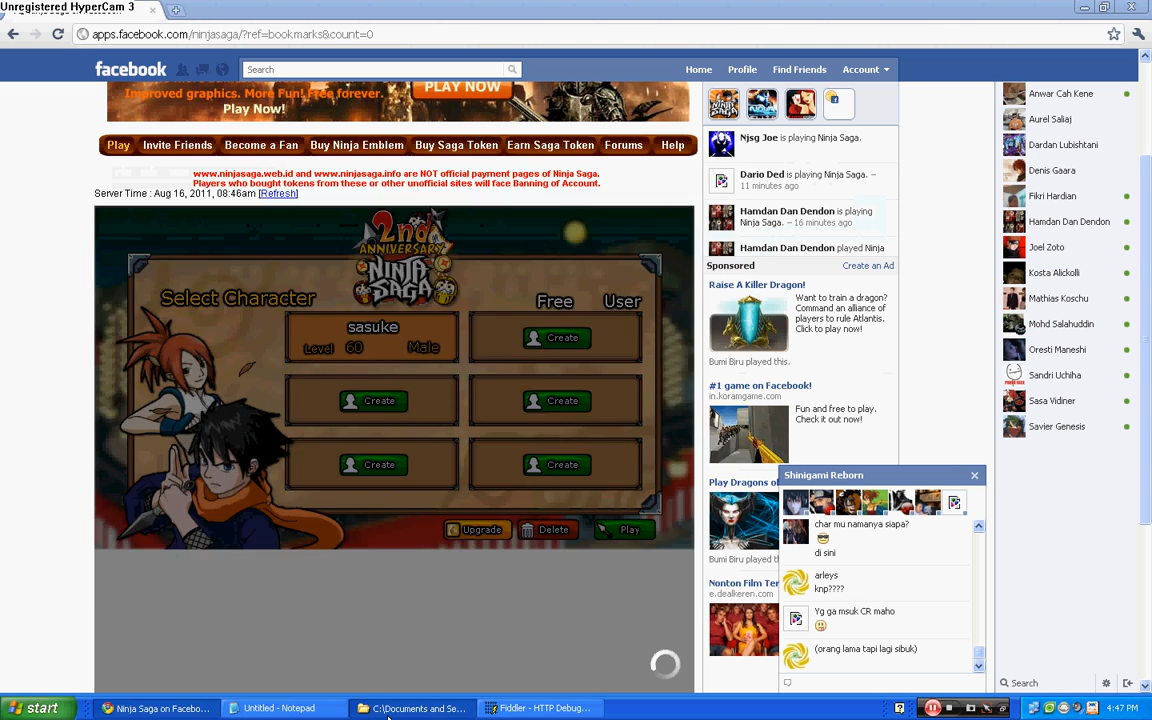 Unregistered HyperCam 3
apps.facebook.com/ninjasaga/?ref=bookmarks&count=0
facebook
Search
Home
Profile
Find Friends
Account
Improved graphics. More Fun! Free forever.
Play Now!
PLAY NOW
Play
Invite Friends
Become a Fan
Buy Ninja Emblem
Buy Saga Token
Earn Saga Token
Forums
Help
www.ninjasaga.web.id and www.ninjasaga.info are NOT official payment pages of Ninja Saga.
Players who bought tokens from these or other unofficial sites will face Banning of Account.
Server Time : Aug 16, 2011, 08:46am [Refresh]
2nd
ANNIVERSARY
NINJA
SAGA
Select Character
Free User
sasuke
Level 60 Male
Create
Create
Create
Create
Create
Upgrade
Delete
Play
Njsg Joe is playing Ninja Saga.
Dario Ded is playing Ninja Saga. –
11 minutes ago
Hamdan Dan Dendon is playing
Ninja Saga. – 16 minutes ago
Hamdan Dan Dendon played Ninja
Sponsored
Create an Ad
Raise A Killer Dragon!
Want to train a dragon?
Command an alliance of
players to rule Atlantis.
Click to play now!
Bumi Biru played this.
#1 game on Facebook!
in.koramgame.com
Fun and free to play.
Check it out now!
Play Dragons of
Bumi Biru played th
Nonton Film Ter
e.dealkeren.com
Anwar Cah Kene
Aurel Saliaj
Dardan Lubishtani
Denis Gaara
Fikri Hardian
Hamdan Dan Dendon
Joel Zoto
Kosta Alickolli
Mathias Koschu
Mohd Salahuddin
Oresti Maneshi
Sandri Uchiha
Sasa Vidiner
Savier Genesis
Search
Shinigami Reborn
char mu namanya siapa?
di sini
arleys
knp????
Yg ga msuk CR maho
(orang lama tapi lagi sibuk)
start
Ninja Saga on Facebo...
Untitled - Notepad
C:\Documents and Se...
Fiddler - HTTP Debug...
4:47 PM